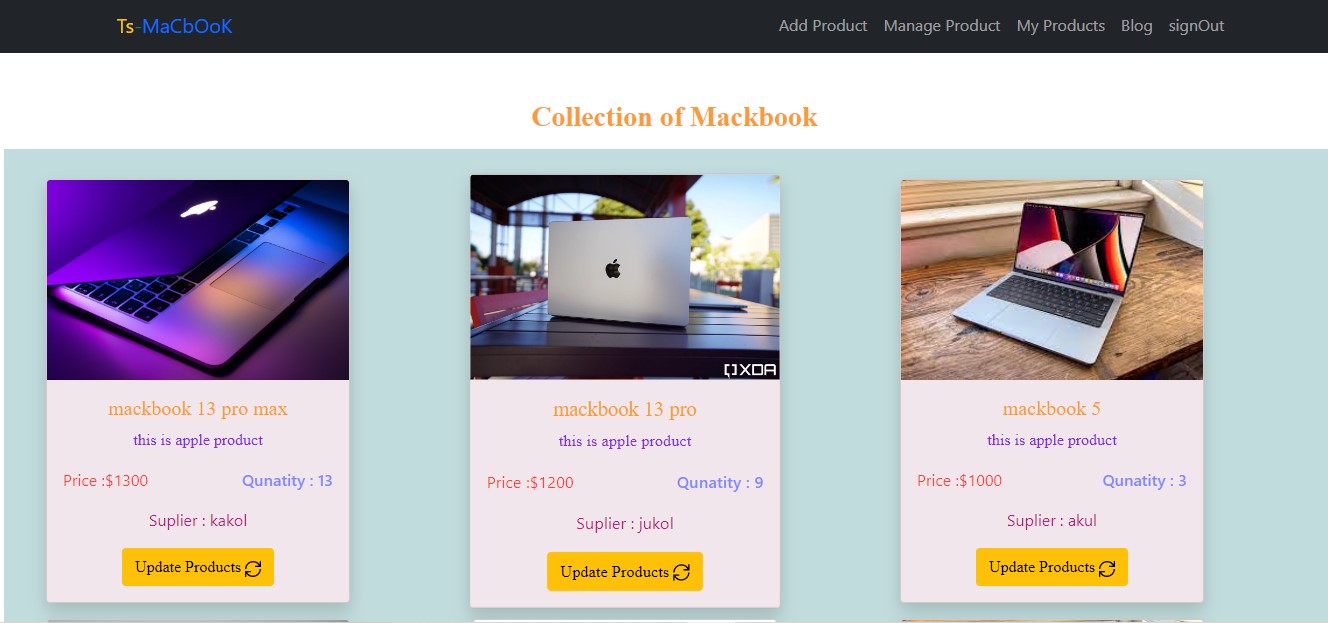 Ts-MaCbOoK Add Product Manage Product My Products Blog signOut
Collection of Mackbook
XDA
mackbook 13 pro max
this is apple product
Price :$1300 Qunatity : 13
Suplier : kakol
Update Products
mackbook 13 pro
this is apple product
Price :$1200 Qunatity : 9
Suplier : jukol
Update Products
mackbook 5
this is apple product
Price :$1000 Qunatity : 3
Suplier : akul
Update Products